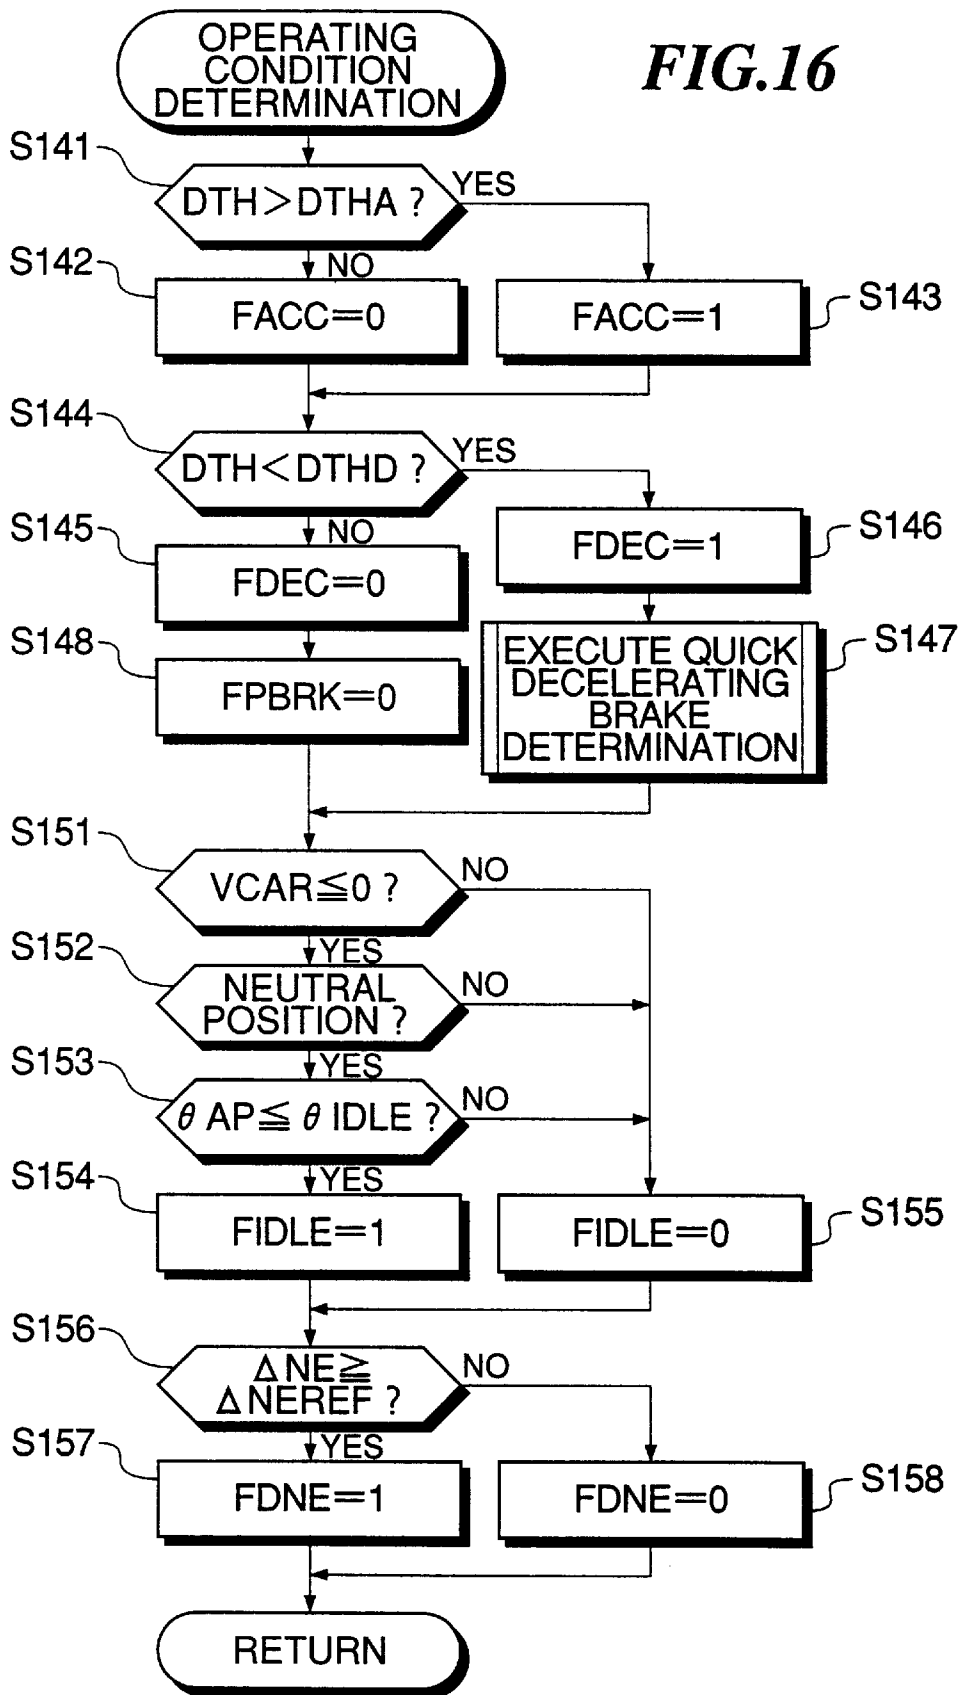 OPERATING
CONDITION
DETERMINATION
FIG.16
S141
DTH>DTHA ?
YES
S142
NO
FACC=0
FACC=1
S143
S144
DTH<DTHD ?
YES
S145
NO
FDEC=0
FDEC=1
S146
S148
FPBRK=0
EXECUTE QUICK
DECELERATING
BRAKE
DETERMINATION
S147
S151
VCAR≦0 ?
NO
S152
YES
NEUTRAL
POSITION ?
NO
S153
YES
θ AP≦ θ IDLE ?
NO
S154
YES
FIDLE=1
FIDLE=0
S155
S156
Δ NE≧
Δ NEREF ?
NO
S157
YES
FDNE=1
FDNE=0
S158
RETURN